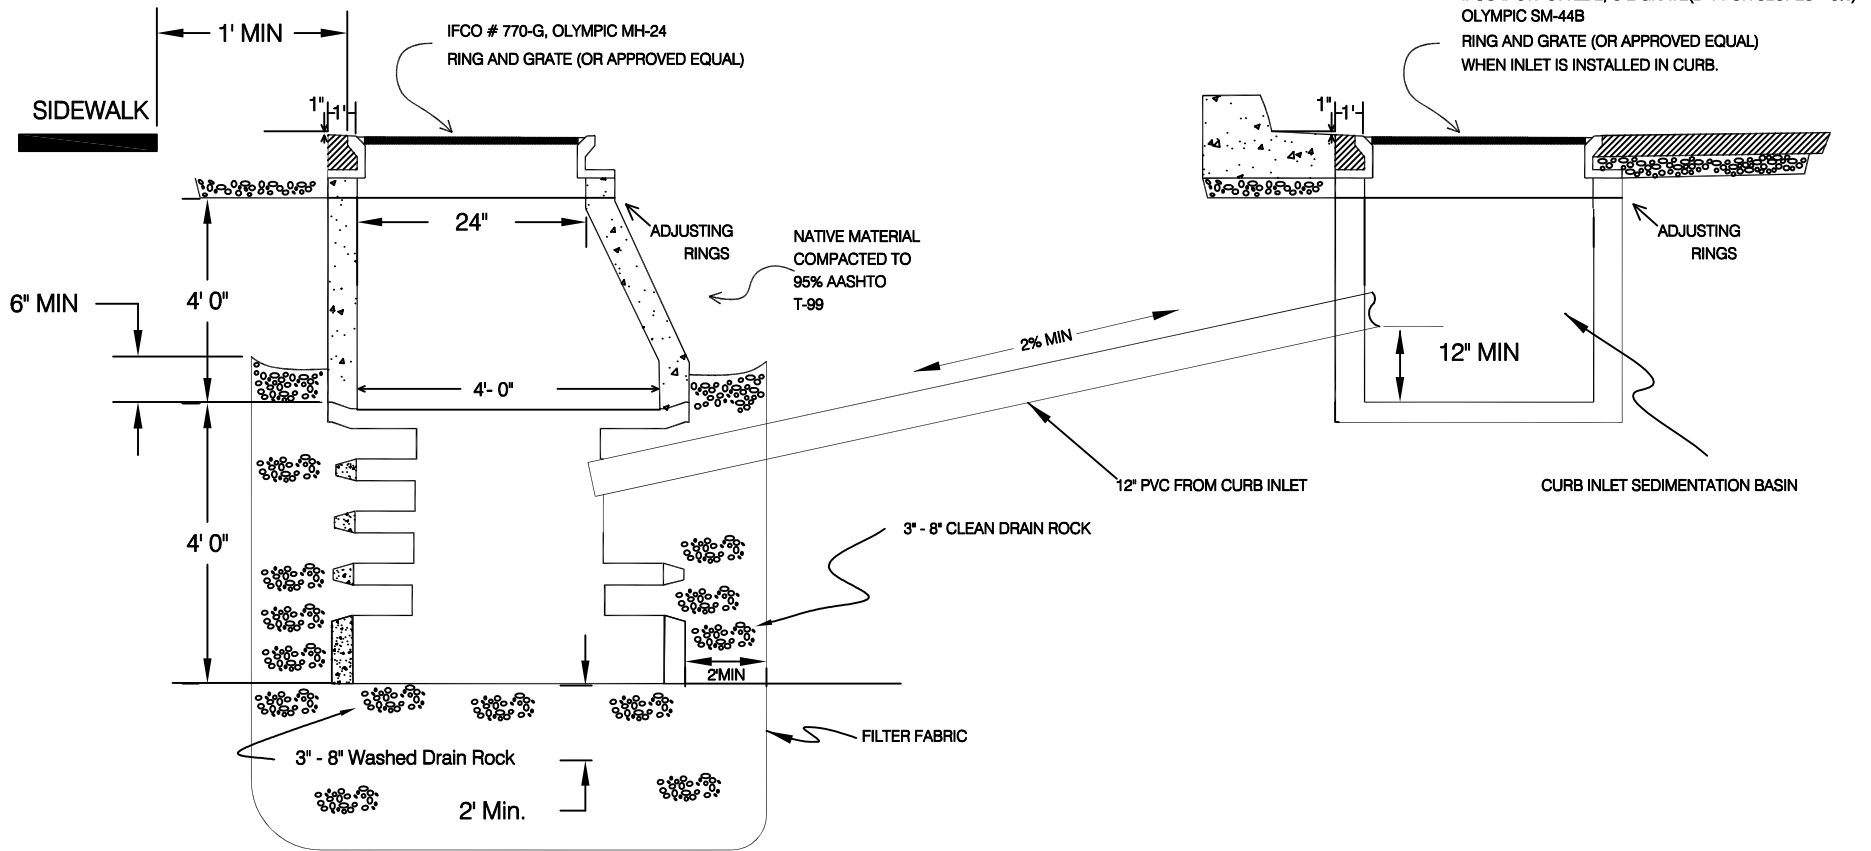 1' MIN
IFCO # 770-G, OLYMPIC MH-24
RING AND GRATE (OR APPROVED EQUAL)
OLYMPIC SM-44B
RING AND GRATE (OR APPROVED EQUAL)
WHEN INLET IS INSTALLED IN CURB.
SIDEWALK
1"
1'
1"
1'
24"
ADJUSTING
RINGS
NATIVE MATERIAL
COMPACTED TO
95% AASHTO
T-99
ADJUSTING
RINGS
6" MIN
4' 0"
2% MIN
12" MIN
4'- 0"
12" PVC FROM CURB INLET
CURB INLET SEDIMENTATION BASIN
4' 0"
3" - 8" CLEAN DRAIN ROCK
2'MIN
FILTER FABRIC
3" - 8" Washed Drain Rock
2' Min.